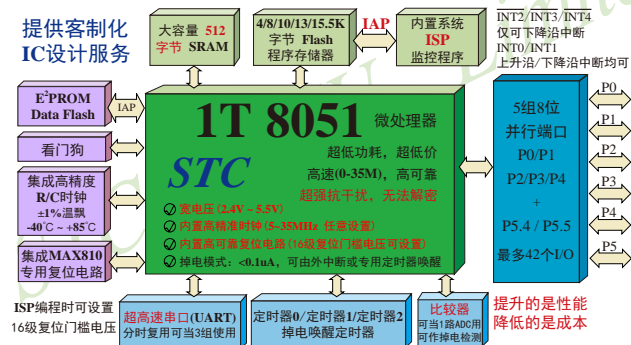 提供客制化
IC设计服务
大容量 512
字节 SRAM
4/8/10/13/15.5K
字节 Flash
程序存储器
IAP
内置系统
ISP
监控程序
INT2/INT3/INT4
仅可下降沿中断
INT0/INT1
上升沿/下降沿中断均可
E²PROM
Data Flash
IAP
看门狗
集成高精度
R/C时钟
±1%温飘
-40℃ ~ +85℃
集成MAX810
专用复位电路
ISP编程时可设置
16级复位门槛电压
1T 8051 微处理器
超低功耗，超低价
STC 高速(0-35M)，高可靠
超强抗干扰，无法解密
宽电压(2.4V ~ 5.5V)
内置高精准时钟(5~35MHz 任意设置)
内置高可靠复位电路(16级复位门槛电压可设置)
掉电模式：<0.1uA，可由外中断或专用定时器唤醒
5组8位
并行端口
P0/P1
P2/P3/P4
+
P5.4 / P5.5
最多42个I/O
P0
P1
P2
P3
P4
P5
超高速串口(UART)
分时复用可当3组使用
定时器0/定时器1/定时器2
掉电唤醒定时器
比较器
可当1路ADC用
可作掉电检测
提升的是性能
降低的是成本